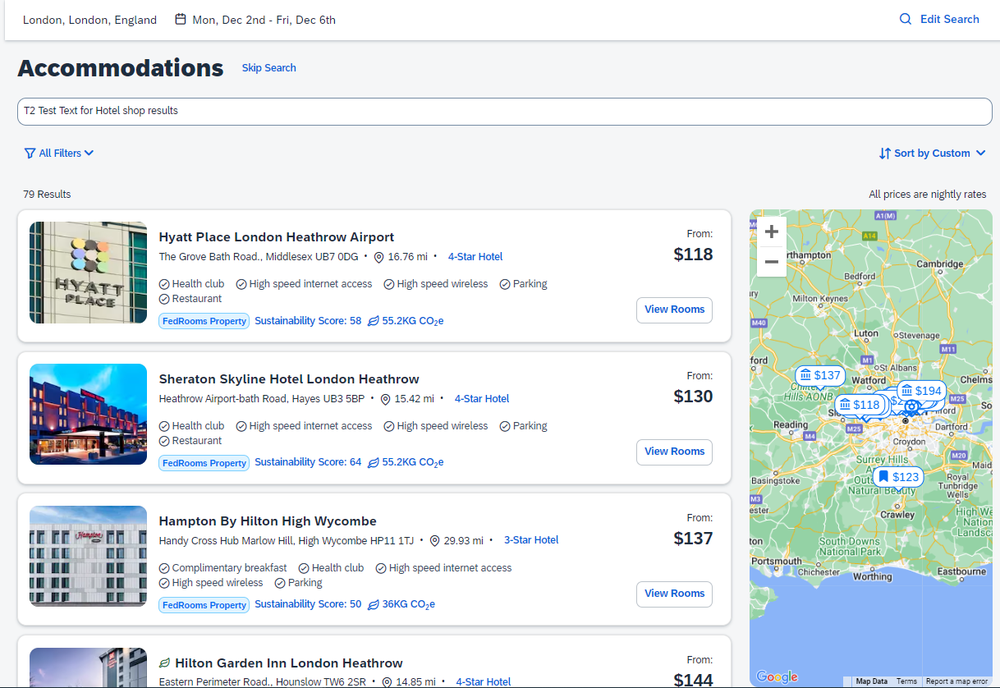 London, London, England Mon, Dec 2nd - Fri, Dec 6th Edit Search
Accommodations Skip Search
T2 Test Text for Hotel shop results
All Filters Sort by Custom
79 Results All prices are nightly rates
HYATT
PLACE
Hyatt Place London Heathrow Airport
The Grove Bath Road., Middlesex UB7 0DG • 16.76 mi • 4-Star Hotel
Health club High speed internet access High speed wireless Parking
Restaurant
FedRooms Property Sustainability Score: 58 55.2KG CO2e
From:
$118
View Rooms
Sheraton Skyline Hotel London Heathrow
Heathrow Airport-bath Road, Hayes UB3 5BP • 15.42 mi • 4-Star Hotel
Health club High speed internet access High speed wireless Parking
Restaurant
FedRooms Property Sustainability Score: 64 55.2KG CO2e
From:
$130
View Rooms
Hampton
Hampton By Hilton High Wycombe
Handy Cross Hub Marlow Hill, High Wycombe HP11 1TJ • 29.93 mi • 3-Star Hotel
Complimentary breakfast Health club High speed internet access
High speed wireless Parking
FedRooms Property Sustainability Score: 50 36KG CO2e
From:
$137
View Rooms
Hilton Garden Inn London Heathrow
Eastern Perimeter Road., Hounslow TW6 2SR • 14.85 mi • 4-Star Hotel
From:
$144
A1(M)
A14
rthampton
Cambridge
Bedford
Milton Keynes
M40
Luton
Stevenage
M11
ford
M1
St Albans
$137
Watford
Chelms
Chiltern
Hills AONB
$194
$118
M25
Reading
M4
M25
Dartford
Croydon
M20
Surrey Hills
Basingstoke
Maid
$123
Royal
Tunbridge
Wells
Natural Beauty
M3
ester
Crawley
High We
Nation
Landsca
ton
South Downs
National Park
Portsmouth
Chichester
Worthing
Eastbourne
Google
Map Data Terms Report a map error